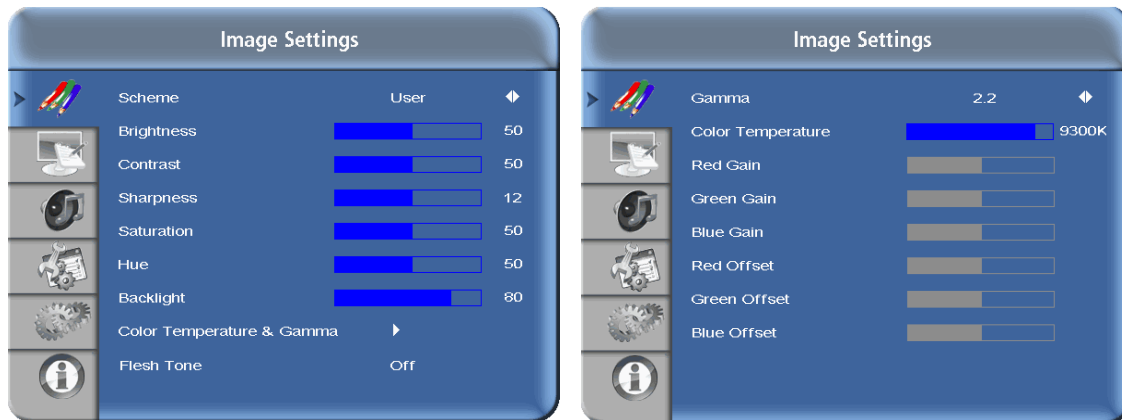 Image Settings
Scheme User
Brightness 50
Contrast 50
Sharpness 12
Saturation 50
Hue 50
Backlight 80
Color Temperature & Gamma
Flesh Tone Off
Image Settings
Gamma 2.2
Color Temperature 9300K
Red Gain
Green Gain
Blue Gain
Red Offset
Green Offset
Blue Offset